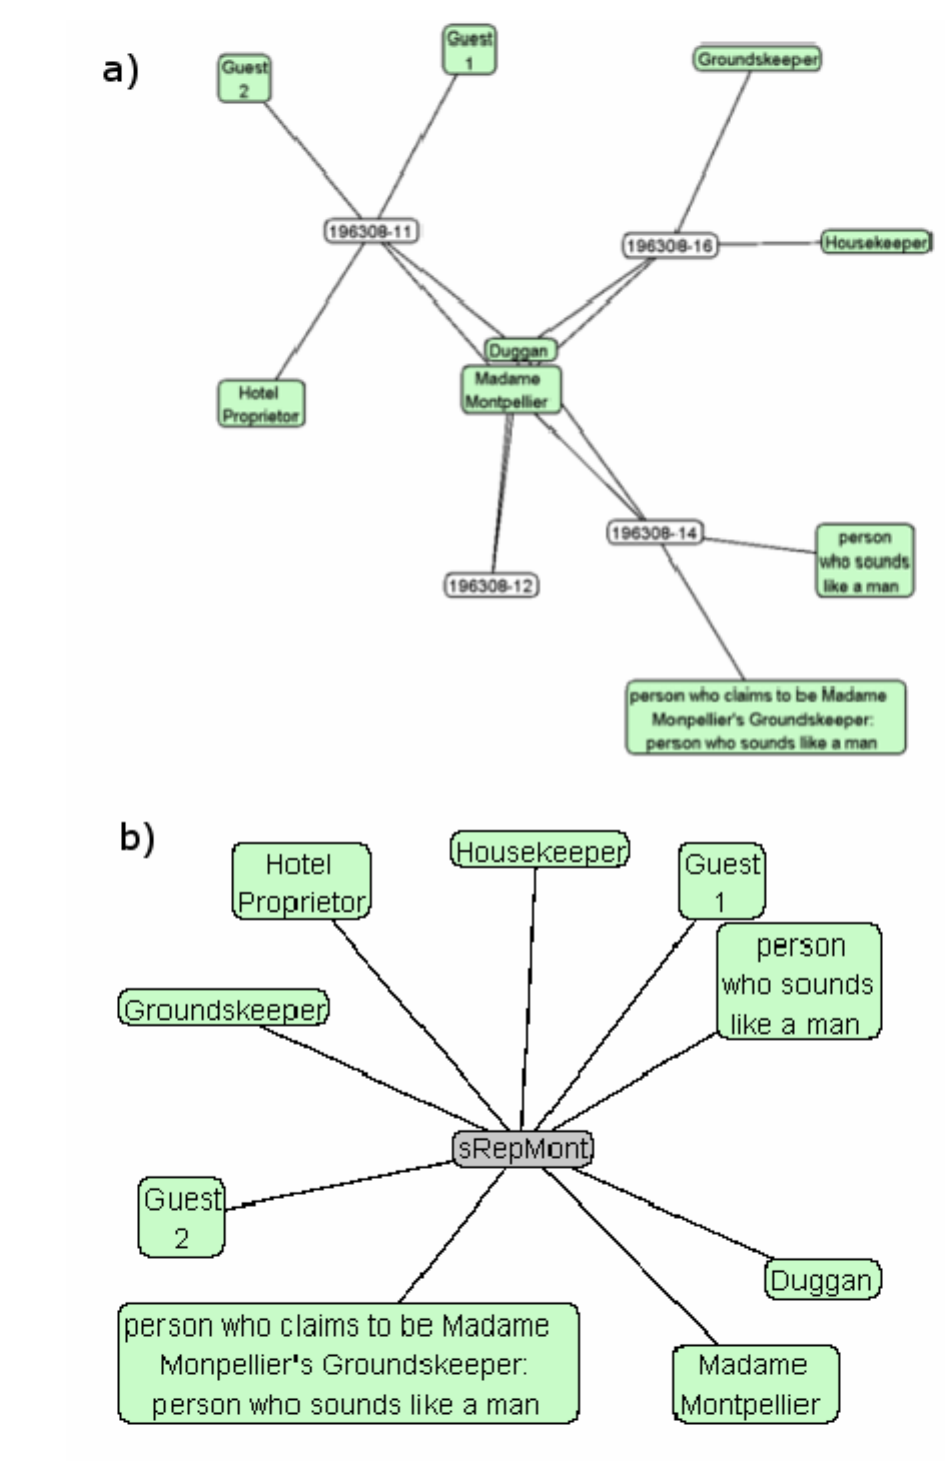 a)
Guest
2
Guest
1
Groundskeeper
196308-11
196308-16
Housekeeper
Duggan
Madame
Montpellier
Hotel
Proprietor
196308-14
person
who sounds
like a man
196308-12
person who claims to be Madame
Monpellier's Groundskeeper:
person who sounds like a man
b)
Hotel
Proprietor
Housekeeper
Guest
1
person
who sounds
like a man
Groundskeeper
sRepMont
Guest
2
Duggan
person who claims to be Madame
Monpellier's Groundskeeper:
person who sounds like a man
Madame
Montpellier